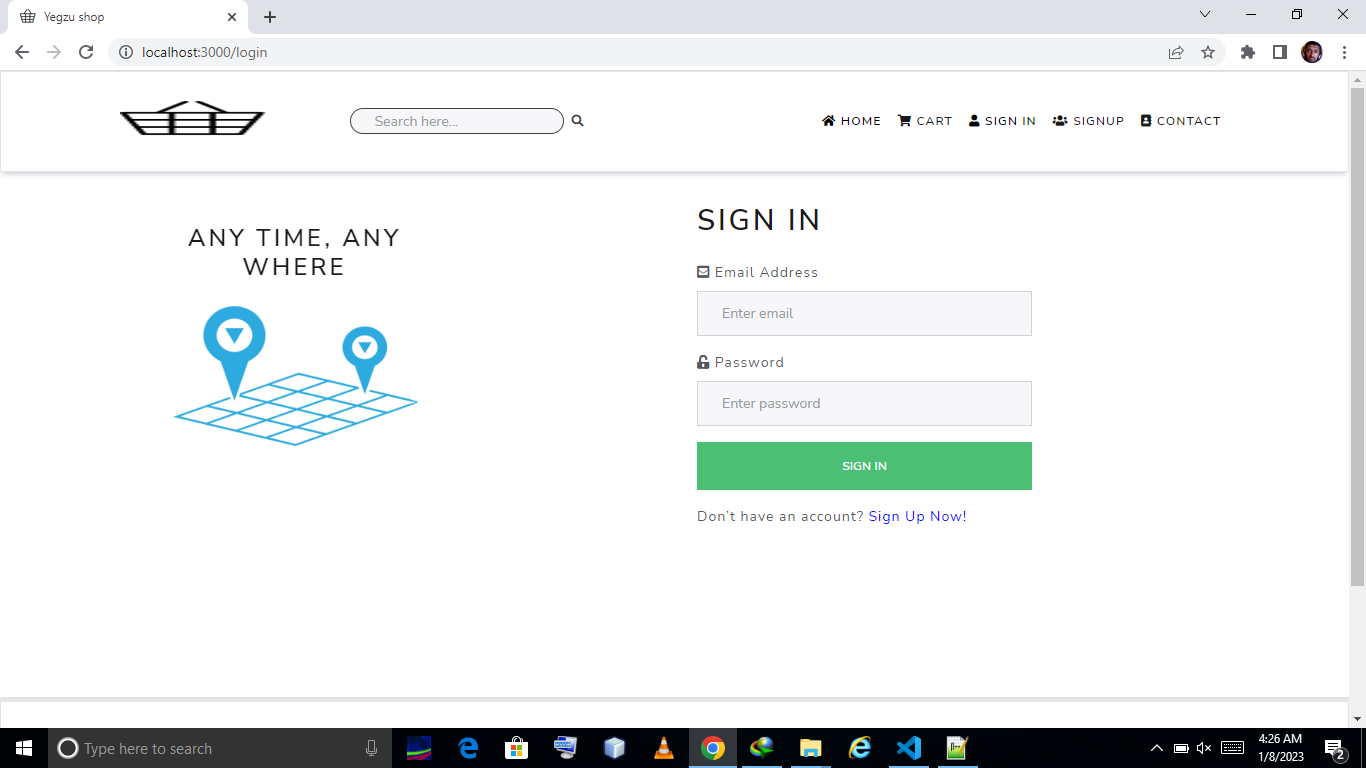 Yegzu shop
localhost:3000/login
Search here...
HOME CART SIGN IN SIGNUP CONTACT
ANY TIME, ANY
WHERE
SIGN IN
Email Address
Enter email
Password
Enter password
SIGN IN
Don't have an account? Sign Up Now!
Type here to search
4:26 AM
1/8/2023
2